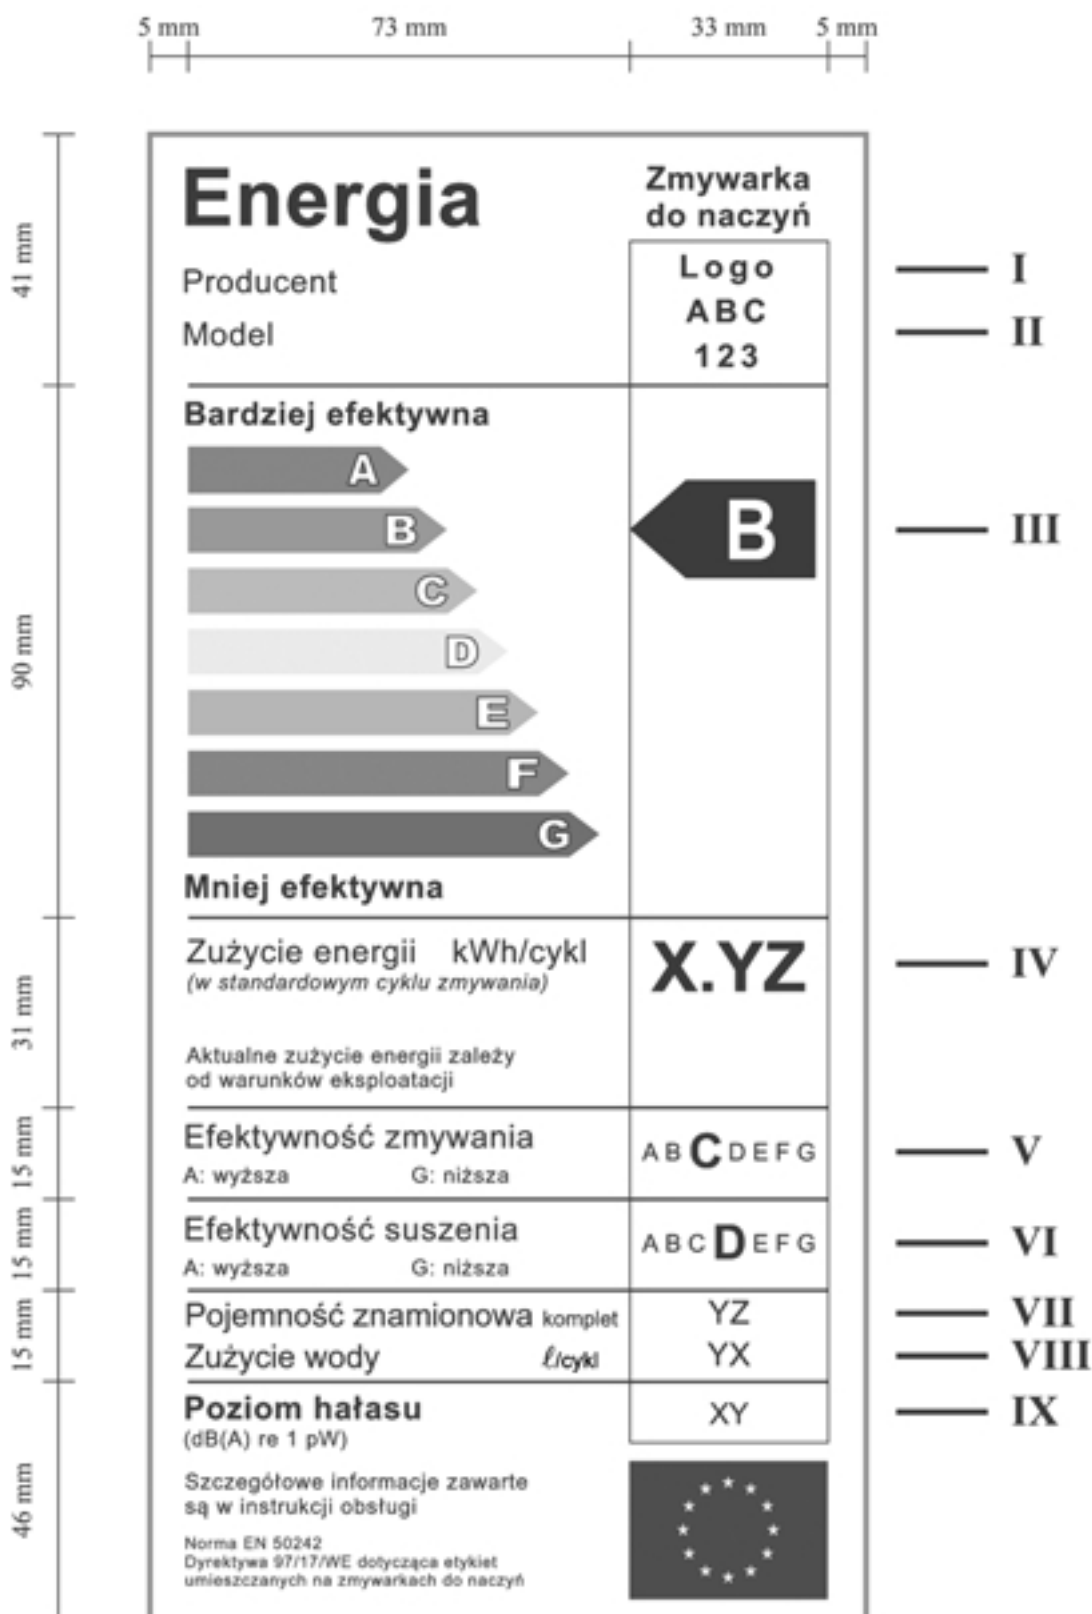 5 mm 73 mm 33 mm 5 mm
Energia
Zmywarka
do naczyń
Producent
Model
Logo
ABC
123
I
II
41 mm
Bardziej efektywna
A
B
C
D
E
F
G
B
III
Mniej efektywna
90 mm
Zużycie energii kWh/cykl
(w standardowym cyklu zmywania)
X.YZ
IV
Aktualne zużycie energii zależy
od warunków eksploatacji
31 mm
Efektywność zmywania
A: wyższa G: niższa
A B C D E F G
V
15 mm
Efektywność suszenia
A: wyższa G: niższa
A B C D E F G
VI
15 mm
Pojemność znamionowa komplet YZ VII
Zużycie wody ℓ/cykl YX VIII
15 mm
Poziom hałasu
(dB(A) re 1 pW)
XY
IX
Szczegółowe informacje zawarte
są w instrukcji obsługi
Norma EN 50242
Dyrektywa 97/17/WE dotycząca etykiet
umieszczanych na zmywarkach do naczyń
46 mm